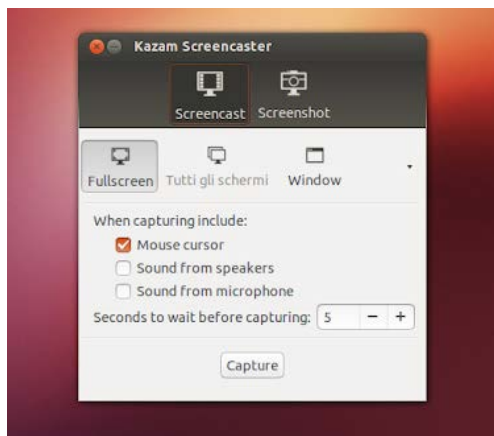 Kazam Screencaster
Screencast Screenshot
Fullscreen Tutti gli schermi Window
When capturing include:
Mouse cursor
Sound from speakers
Sound from microphone
Seconds to wait before capturing: 5 − +
Capture